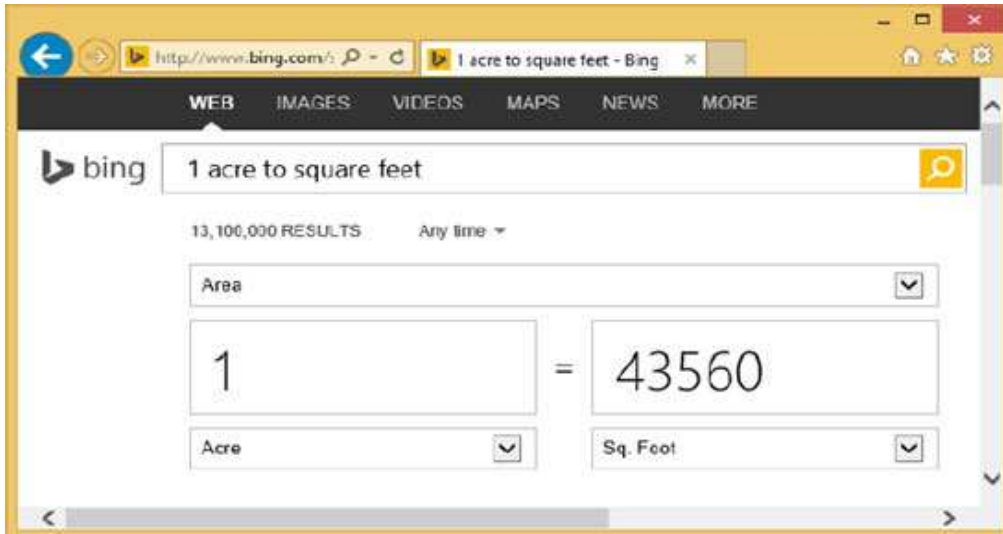 http://www.bing.com/s 1 acre to square feet - Bing
WEB IMAGES VIDEOS MAPS NEWS MORE
bing 1 acre to square feet
13,100,000 RESULTS Any time
Area
1 = 43560
Acre Sq. Foot